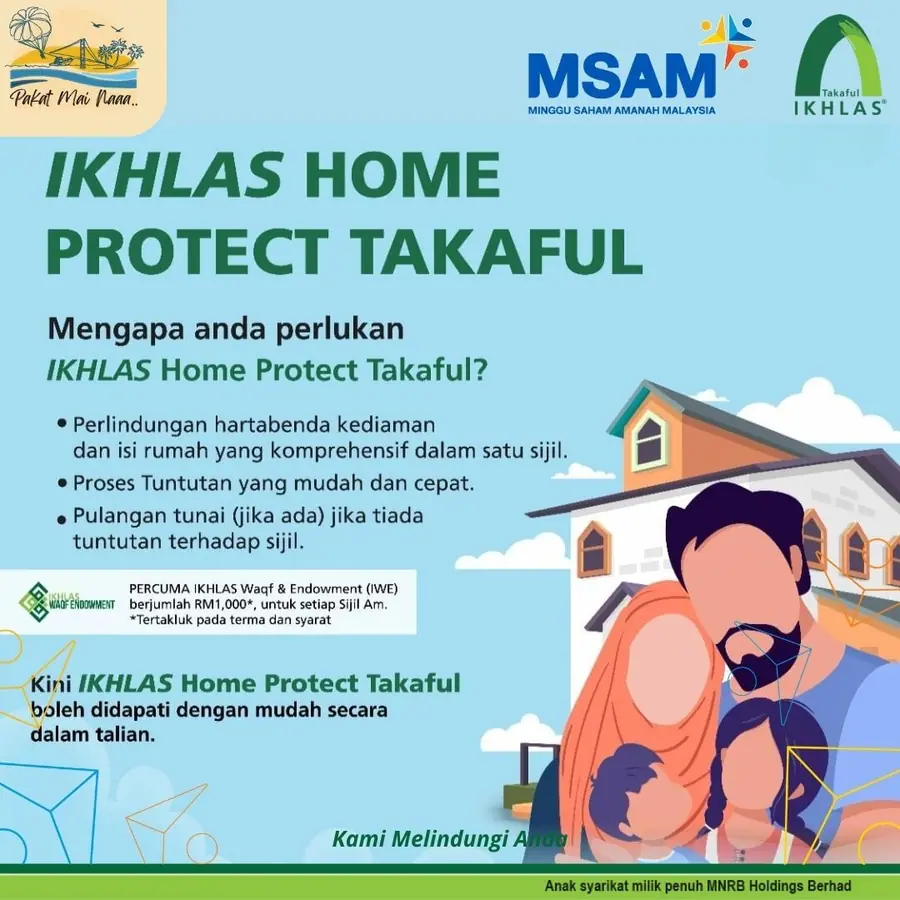 Pakat Mai Naaa..
MSAM
MINGGU SAHAM AMANAH MALAYSIA
Takaful
IKHLAS®
IKHLAS HOME
PROTECT TAKAFUL
Mengapa anda perlukan
IKHLAS Home Protect Takaful?
• Perlindungan hartabenda kediaman
dan isi rumah yang komprehensif dalam satu sijil.
• Proses Tuntutan yang mudah dan cepat.
• Pulangan tunai (jika ada) jika tiada
tuntutan terhadap sijil.
IKHLAS
WAQF ENDOWMENT
PERCUMA IKHLAS Waqf & Endowment (IWE)
berjumlah RM1,000*, untuk setiap Sijil Am.
*Tertakluk pada terma dan syarat
Kini IKHLAS Home Protect Takaful
boleh didapati dengan mudah secara
dalam talian.
Kami Melindungi Anda
Anak syarikat milik penuh MNRB Holdings Berhad